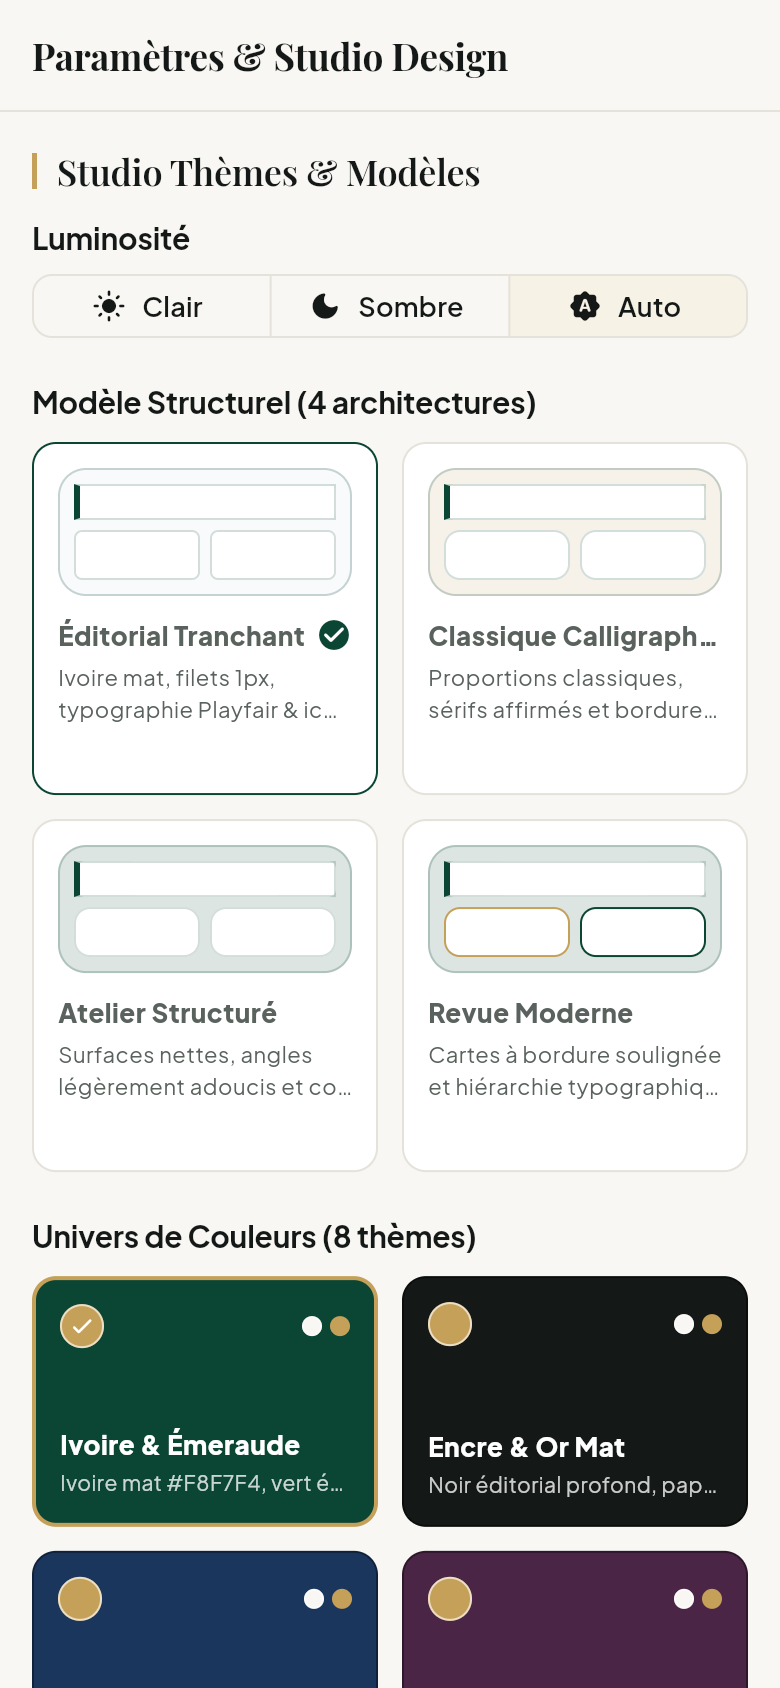 Paramètres & Studio Design
Studio Thèmes & Modèles
Luminosité
Clair
Sombre
A
Auto
Modèle Structurel (4 architectures)
Éditorial Tranchant
Ivoire mat, filets 1px,
typographie Playfair & ic…
Classique Calligraph…
Proportions classiques,
sérifs affirmés et bordure…
Atelier Structuré
Surfaces nettes, angles
légèrement adoucis et co…
Revue Moderne
Cartes à bordure soulignée
et hiérarchie typographiq…
Univers de Couleurs (8 thèmes)
Ivoire & Émeraude
Ivoire mat #F8F7F4, vert é…
Encre & Or Mat
Noir éditorial profond, pap…